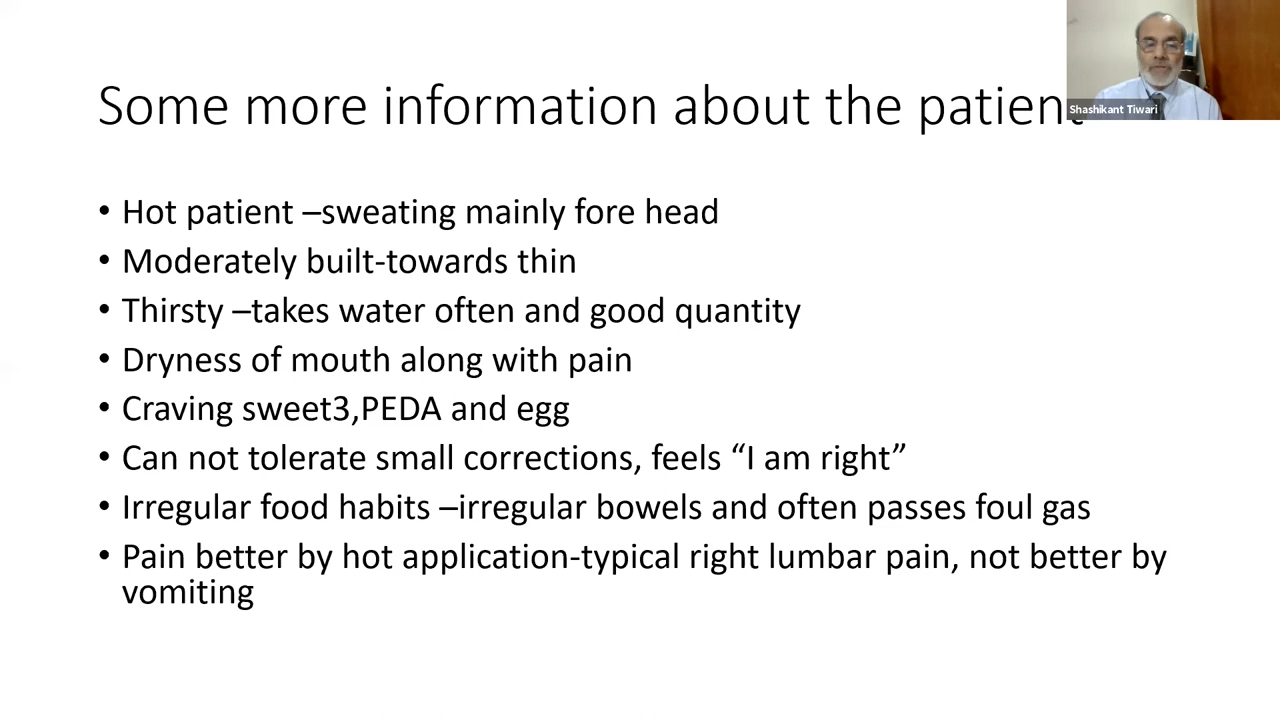 Some more information about the patient
Shashikant Tiwari
• Hot patient –sweating mainly fore head
• Moderately built-towards thin
• Thirsty –takes water often and good quantity
• Dryness of mouth along with pain
• Craving sweet3,PEDA and egg
• Can not tolerate small corrections, feels “I am right”
• Irregular food habits –irregular bowels and often passes foul gas
• Pain better by hot application-typical right lumbar pain, not better by
vomiting